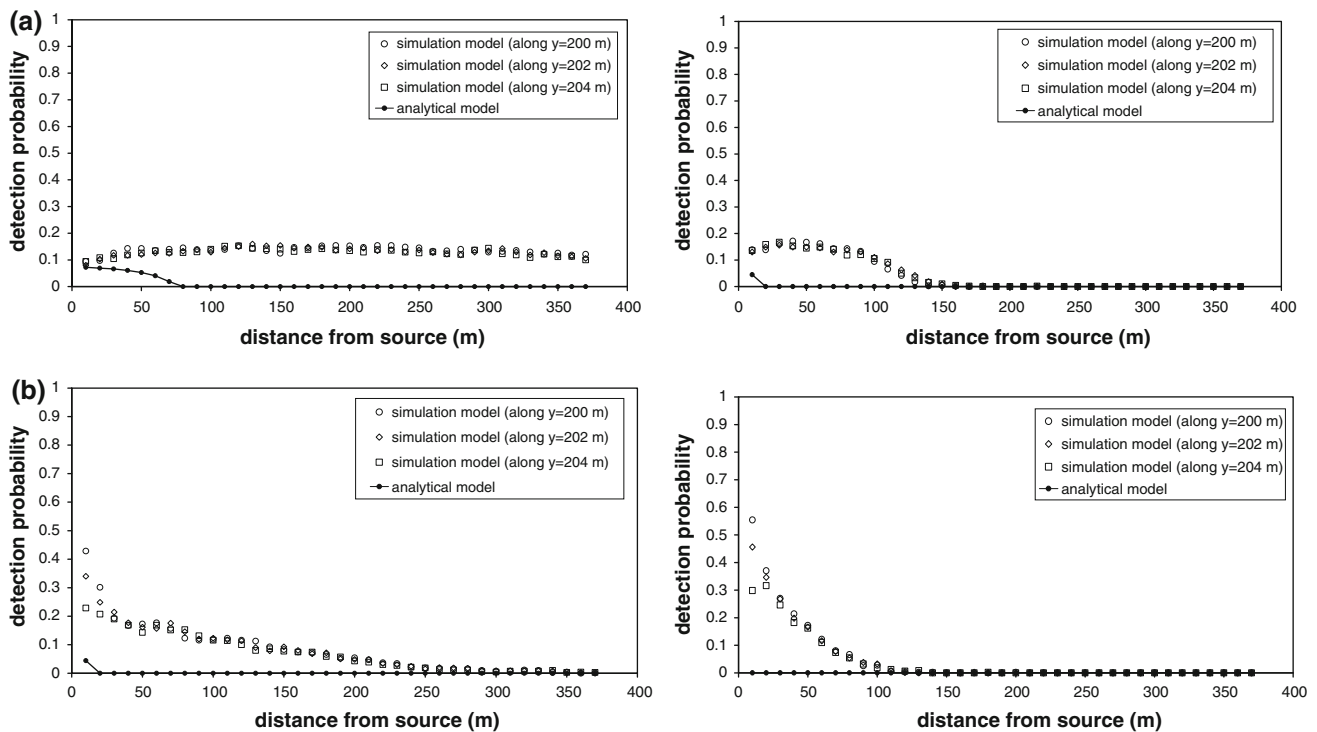 (a)
detection probability
1
0.9
0.8
0.7
0.6
0.5
0.4
0.3
0.2
0.1
0
simulation model (along y=200 m)
simulation model (along y=202 m)
simulation model (along y=204 m)
analytical model
0 50 100 150 200 250 300 350 400
distance from source (m)
detection probability
1
0.9
0.8
0.7
0.6
0.5
0.4
0.3
0.2
0.1
0
simulation model (along y=200 m)
simulation model (along y=202 m)
simulation model (along y=204 m)
analytical model
0 50 100 150 200 250 300 350 400
distance from source (m)
(b)
detection probability
1
0.9
0.8
0.7
0.6
0.5
0.4
0.3
0.2
0.1
0
simulation model (along y=200 m)
simulation model (along y=202 m)
simulation model (along y=204 m)
analytical model
0 50 100 150 200 250 300 350 400
distance from source (m)
detection probability
1
0.9
0.8
0.7
0.6
0.5
0.4
0.3
0.2
0.1
0
simulation model (along y=200 m)
simulation model (along y=202 m)
simulation model (along y=204 m)
analytical model
0 50 100 150 200 250 300 350 400
distance from source (m)